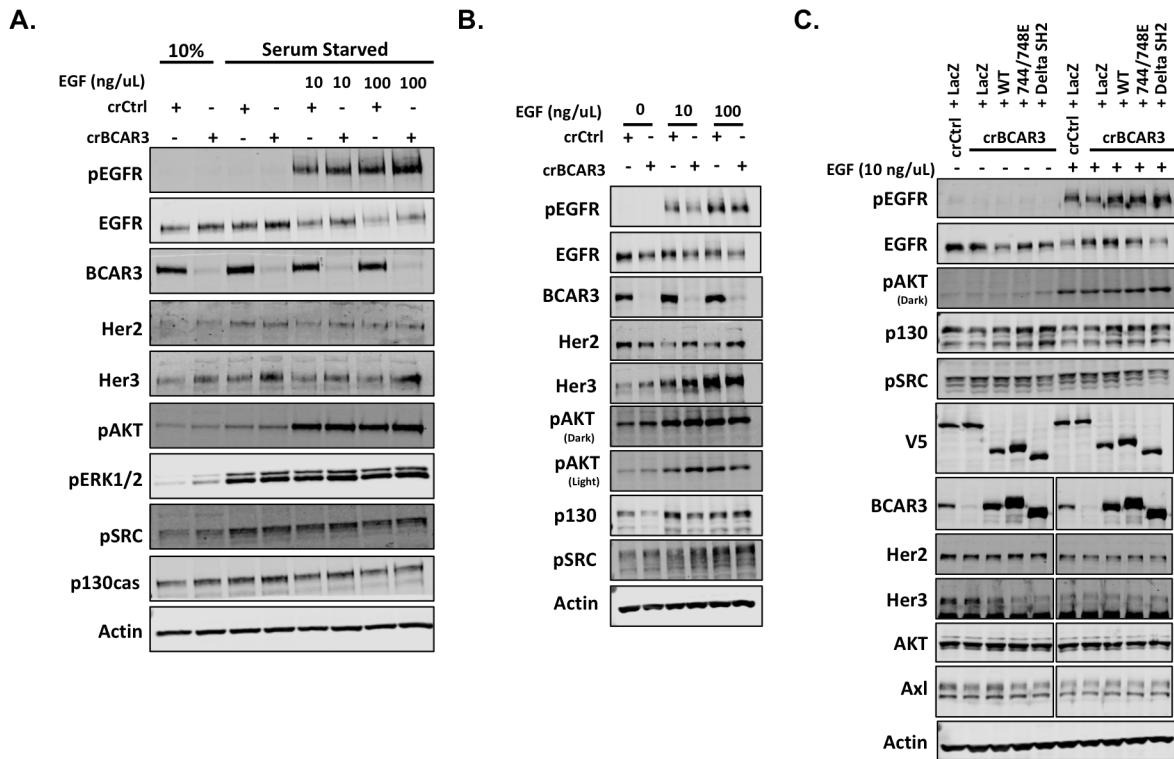 A.
10% Serum Starved
EGF (ng/uL) 10 10 100 100
crCtrl + - + - + - + -
crBCAR3 - + - + - + - +
pEGFR
EGFR
BCAR3
Her2
Her3
pAKT
pERK1/2
pSRC
p130cas
Actin
B.
EGF (ng/uL) 0 10 100
crCtrl + - + - + -
crBCAR3 - + - + - +
pEGFR
EGFR
BCAR3
Her2
Her3
pAKT
(Dark)
pAKT
(Light)
p130
pSRC
Actin
C.
crCtrl + LacZ
+ LacZ
+ WT
+ 744/748E
+ Delta SH2
crCtrl + LacZ
+ LacZ
+ WT
+ 744/748E
+ Delta SH2
crBCAR3 crBCAR3
EGF (10 ng/uL) - - - - - + + + + +
pEGFR
EGFR
pAKT
(Dark)
p130
pSRC
V5
BCAR3
Her2
Her3
AKT
Axl
Actin